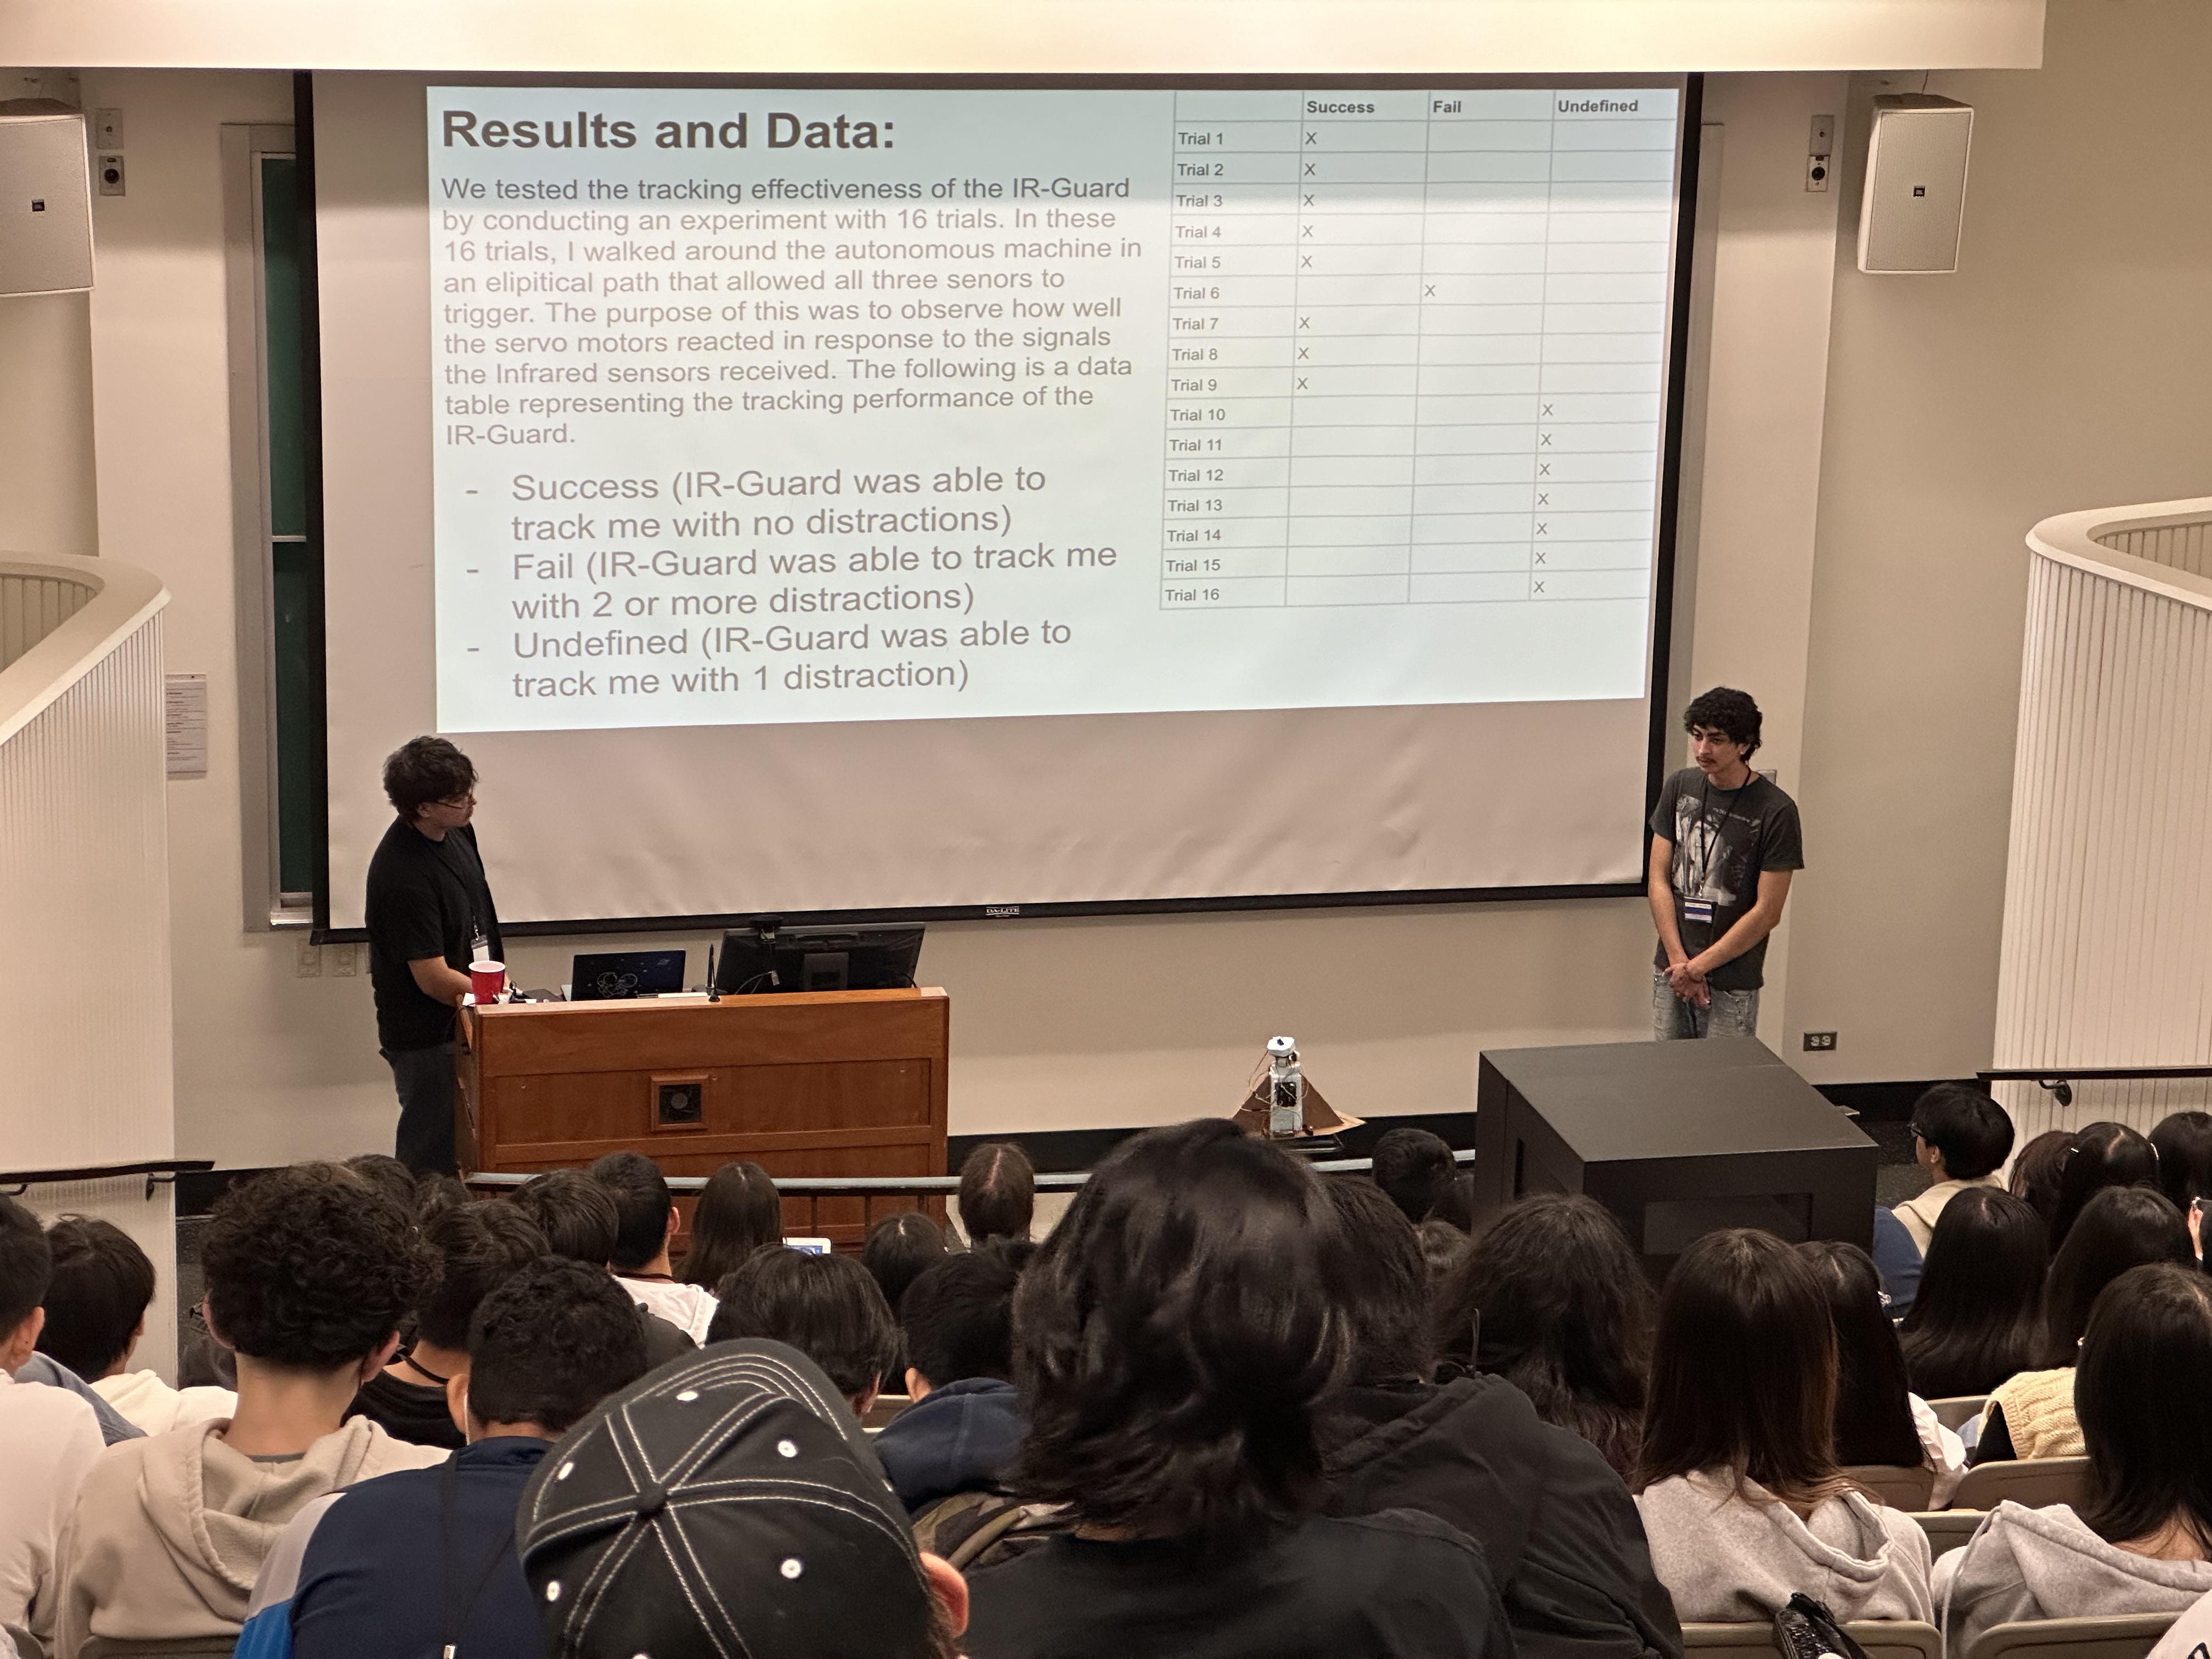 Results and Data:
We tested the tracking effectiveness of the IR-Guard
by conducting an experiment with 16 trials. In these
16 trials, I walked around the autonomous machine in
an elipitical path that allowed all three senors to
trigger. The purpose of this was to observe how well
the servo motors reacted in response to the signals
the Infrared sensors received. The following is a data
table representing the tracking performance of the
IR-Guard.
- Success (IR-Guard was able to
track me with no distractions)
- Fail (IR-Guard was able to track me
with 2 or more distractions)
- Undefined (IR-Guard was able to
track me with 1 distraction)
Success Fail Undefined
Trial 1 X
Trial 2 X
Trial 3 X
Trial 4 X
Trial 5 X
Trial 6 X
Trial 7 X
Trial 8 X
Trial 9 X
Trial 10 X
Trial 11 X
Trial 12 X
Trial 13 X
Trial 14 X
Trial 15 X
Trial 16 X
DA-LITE